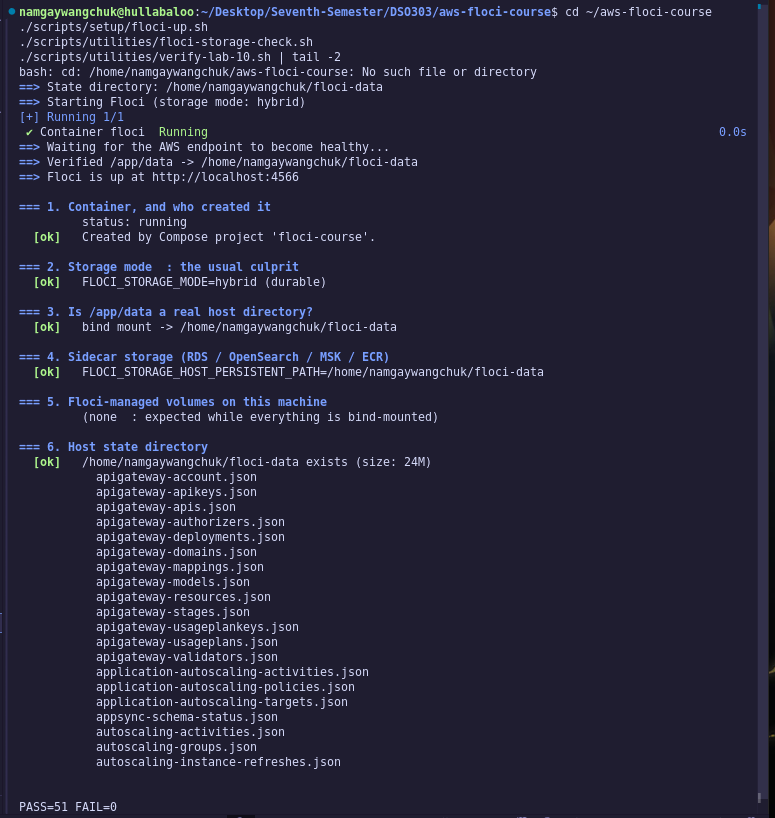 namgaywangchuk@hullabaloo:~/Desktop/Seventh-Semester/DSO303/aws-floci-course$ cd ~/aws-floci-course
./scripts/setup/floci-up.sh
./scripts/utilities/floci-storage-check.sh
./scripts/utilities/verify-lab-10.sh | tail -2
bash: cd: /home/namgaywangchuk/aws-floci-course: No such file or directory
==> State directory: /home/namgaywangchuk/floci-data
==> Starting Floci (storage mode: hybrid)
[+] Running 1/1
✔ Container floci  Running 0.0s
==> Waiting for the AWS endpoint to become healthy...
==> Verified /app/data -> /home/namgaywangchuk/floci-data
==> Floci is up at http://localhost:4566
=== 1. Container, and who created it
status: running
[ok]   Created by Compose project 'floci-course'.
=== 2. Storage mode  : the usual culprit
[ok]   FLOCI_STORAGE_MODE=hybrid (durable)
=== 3. Is /app/data a real host directory?
[ok]   bind mount -> /home/namgaywangchuk/floci-data
=== 4. Sidecar storage (RDS / OpenSearch / MSK / ECR)
[ok]   FLOCI_STORAGE_HOST_PERSISTENT_PATH=/home/namgaywangchuk/floci-data
=== 5. Floci-managed volumes on this machine
(none  : expected while everything is bind-mounted)
=== 6. Host state directory
[ok]   /home/namgaywangchuk/floci-data exists (size: 24M)
apigateway-account.json
apigateway-apikeys.json
apigateway-apis.json
apigateway-authorizers.json
apigateway-deployments.json
apigateway-domains.json
apigateway-mappings.json
apigateway-models.json
apigateway-resources.json
apigateway-stages.json
apigateway-usageplankeys.json
apigateway-usageplans.json
apigateway-validators.json
application-autoscaling-activities.json
application-autoscaling-policies.json
application-autoscaling-targets.json
appsync-schema-status.json
autoscaling-activities.json
autoscaling-groups.json
autoscaling-instance-refreshes.json
PASS=51 FAIL=0